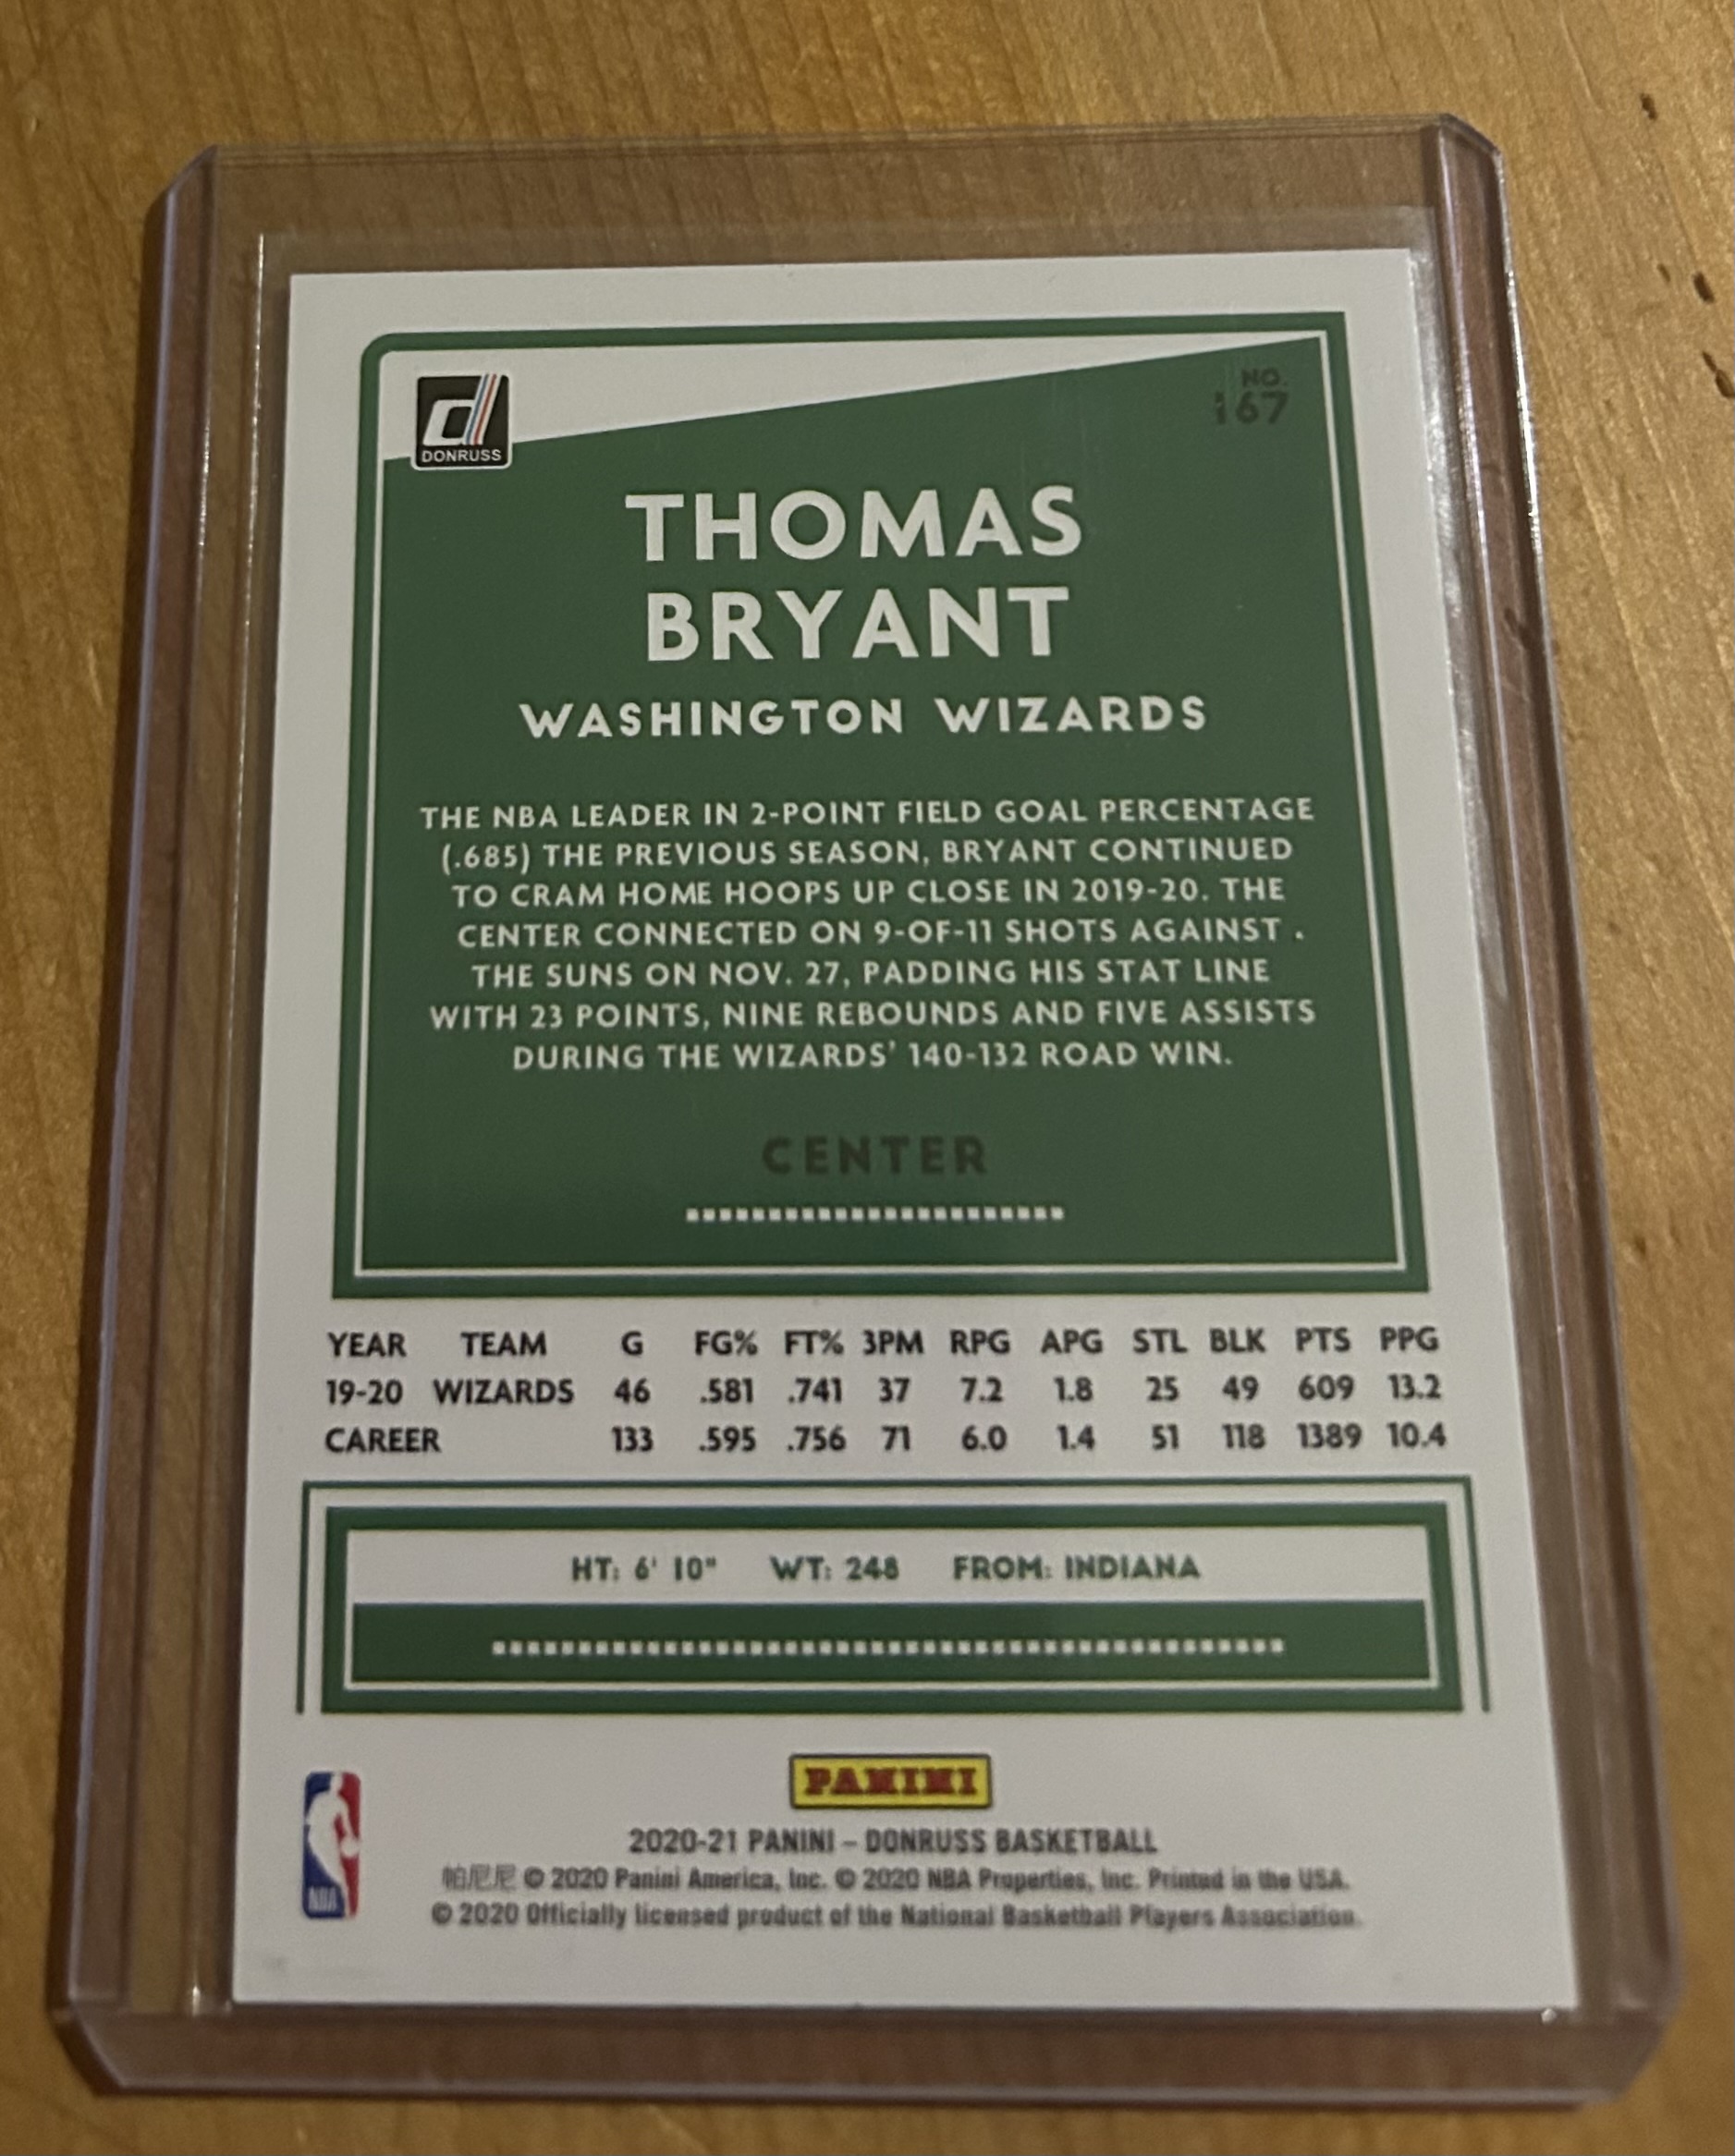 DONRUSS
NO.
167
THOMAS
BRYANT
WASHINGTON WIZARDS
THE NBA LEADER IN 2-POINT FIELD GOAL PERCENTAGE
(.685) THE PREVIOUS SEASON, BRYANT CONTINUED
TO CRAM HOME HOOPS UP CLOSE IN 2019-20. THE
CENTER CONNECTED ON 9-OF-11 SHOTS AGAINST .
THE SUNS ON NOV. 27, PADDING HIS STAT LINE
WITH 23 POINTS, NINE REBOUNDS AND FIVE ASSISTS
DURING THE WIZARDS' 140-132 ROAD WIN.
CENTER
YEAR TEAM G FG% FT% 3PM RPG APG STL BLK PTS PPG
19-20 WIZARDS 46 .581 .741 37 7.2 1.8 25 49 609 13.2
CAREER 133 .595 .756 71 6.0 1.4 51 118 1389 10.4
HT: 6' 10" WT: 248 FROM: INDIANA
PANINI
2020-21 PANINI – DONRUSS BASKETBALL
帕尼尼 © 2020 Panini America, Inc. © 2020 NBA Properties, Inc. Printed in the USA.
© 2020 Officially licensed product of the National Basketball Players Association.
NBA